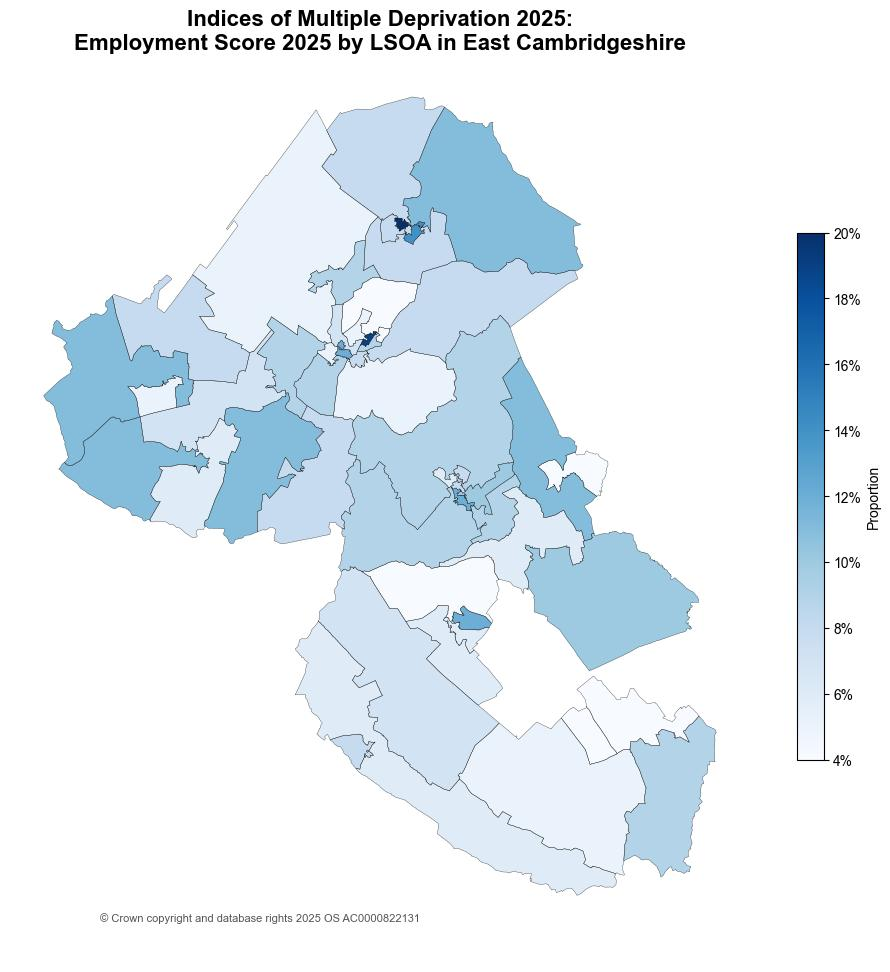 Indices of Multiple Deprivation 2025:
Employment Score 2025 by LSOA in East Cambridgeshire
20%
18%
16%
14%
12%
10%
8%
6%
4%
Proportion
© Crown copyright and database rights 2025 OS AC0000822131